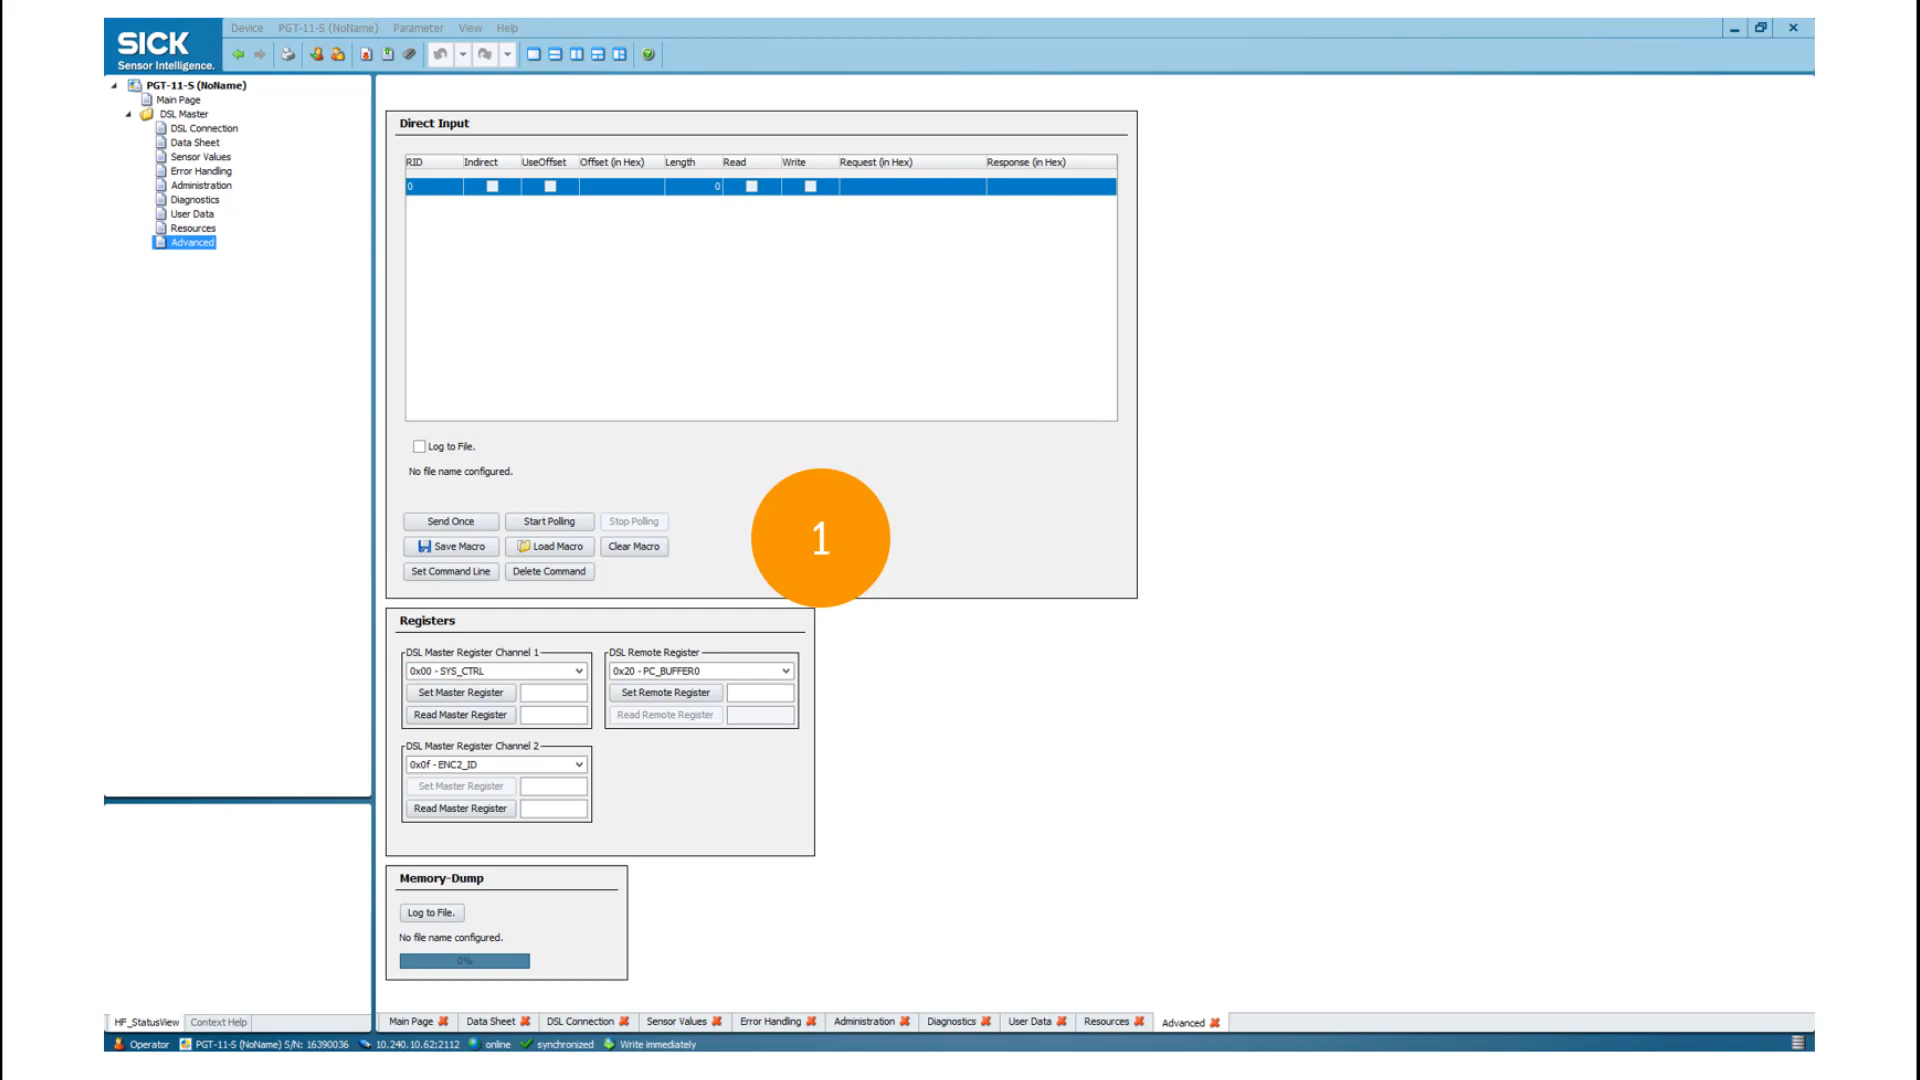 SICK
Sensor Intelligence.
Device PGT-11-S (NoName) Parameter View Help
PGT-11-S (NoName)
Main Page
DSL Master
DSL Connection
Data Sheet
Sensor Values
Error Handling
Administration
Diagnostics
User Data
Resources
Advanced
Direct Input
RID Indirect UseOffset Offset (in Hex) Length Read Write Request (in Hex) Response (in Hex)
0 0
Log to File.
No file name configured.
Send Once Start Polling Stop Polling
Save Macro Load Macro Clear Macro
Set Command Line Delete Command
1
Registers
DSL Master Register Channel 1 DSL Remote Register
0x00 - SYS_CTRL 0x20 - PC_BUFFER0
Set Master Register Set Remote Register
Read Master Register Read Remote Register
DSL Master Register Channel 2
0x0f - ENC2_ID
Set Master Register
Read Master Register
Memory-Dump
Log to File.
No file name configured.
0%
HF_StatusView Context Help
Main Page Data Sheet DSL Connection Sensor Values Error Handling Administration Diagnostics User Data Resources Advanced
Operator PGT-11-S (NoName) S/N: 16390036 10.240.10.62:2112 online synchronized Write immediately